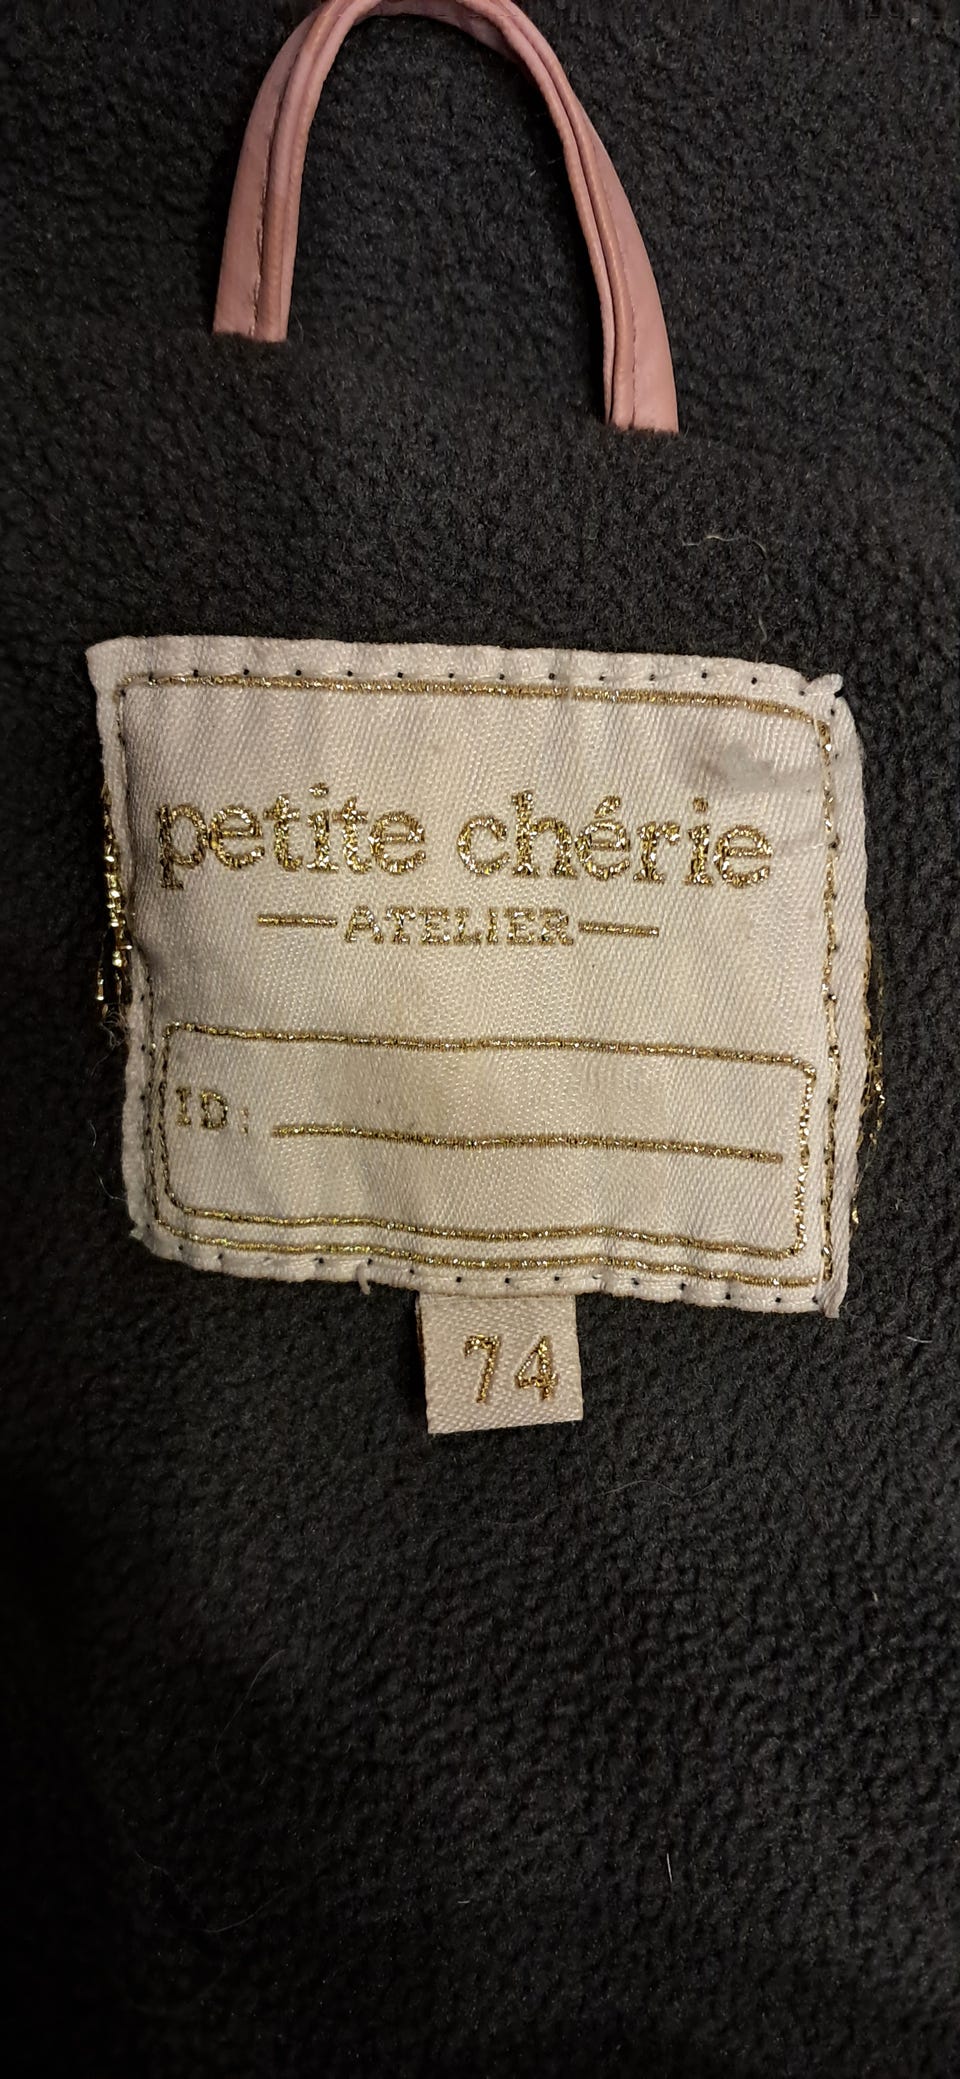 petite chérie
ATELIER
ID:
74